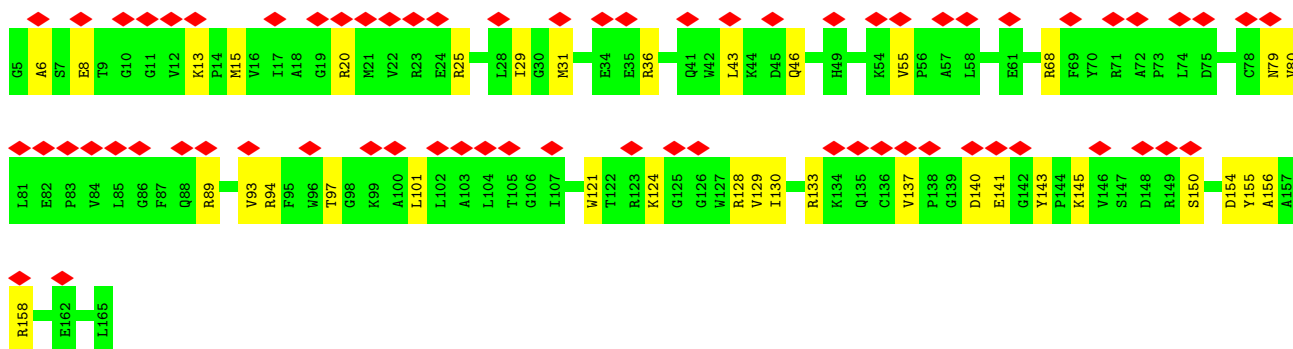 G5 A6 S7 E8 T9 G10 G11 V12 K13 P14 M15 V16 I17 A18 G19 R20 M21 V22 R23 E24 R25 L28 I29 G30 M31 E34 E35 R36 Q41 W42 L43 K44 D45 Q46 H49 K54 V55 P56 A57 L58 E61 R68 F69 Y70 R71 A72 P73 L74 D75 C78 N79 V80
L81 E82 P83 V84 L85 G86 F87 Q88 R89 V93 R94 F95 W96 T97 G98 K99 A100 L101 L102 A103 L104 T105 G106 I107 W121 T122 R123 K124 G125 G126 W127 R128 V129 I130 R133 K134 Q135 C136 V137 P138 G139 D140 E141 G142 Y143 P144 K145 V146 S147 D148 R149 S150 D154 Y155 A156 A157
R158 E162 L165